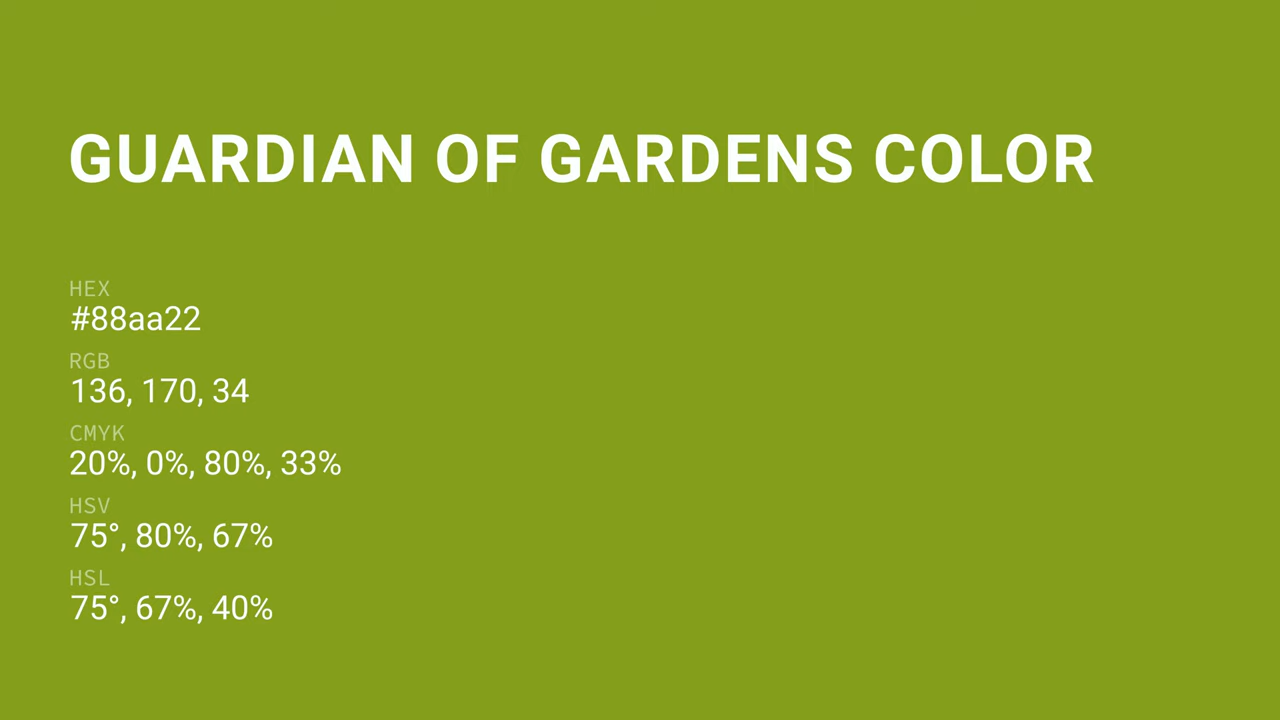 GUARDIAN OF GARDENS COLOR
HEX
#88aa22
RGB
136, 170, 34
CMYK
20%, 0%, 80%, 33%
HSV
75°, 80%, 67%
HSL
75°, 67%, 40%